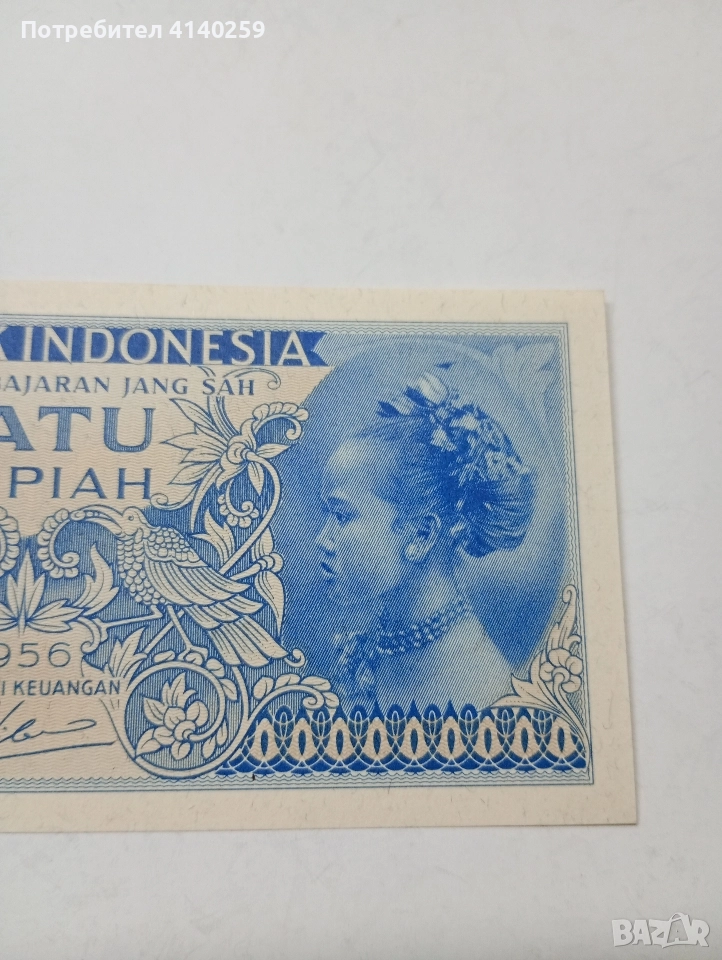 Потребител 4140259
K INDONESIA
BAJARAN JANG SAH
ATU
PIAH
956
I KEUANGAN
BAZAR